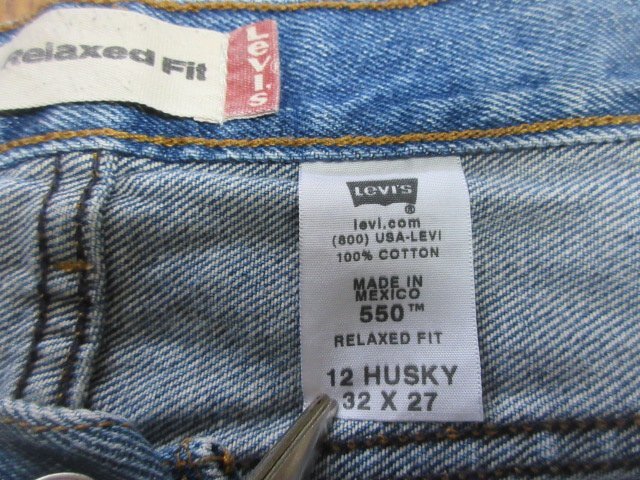 Relaxed Fit
Levi's
Levi's
®
levi.com
(800) USA-LEVI
100% COTTON
MADE IN
MEXICO
550™
RELAXED FIT
12 HUSKY
32 X 27